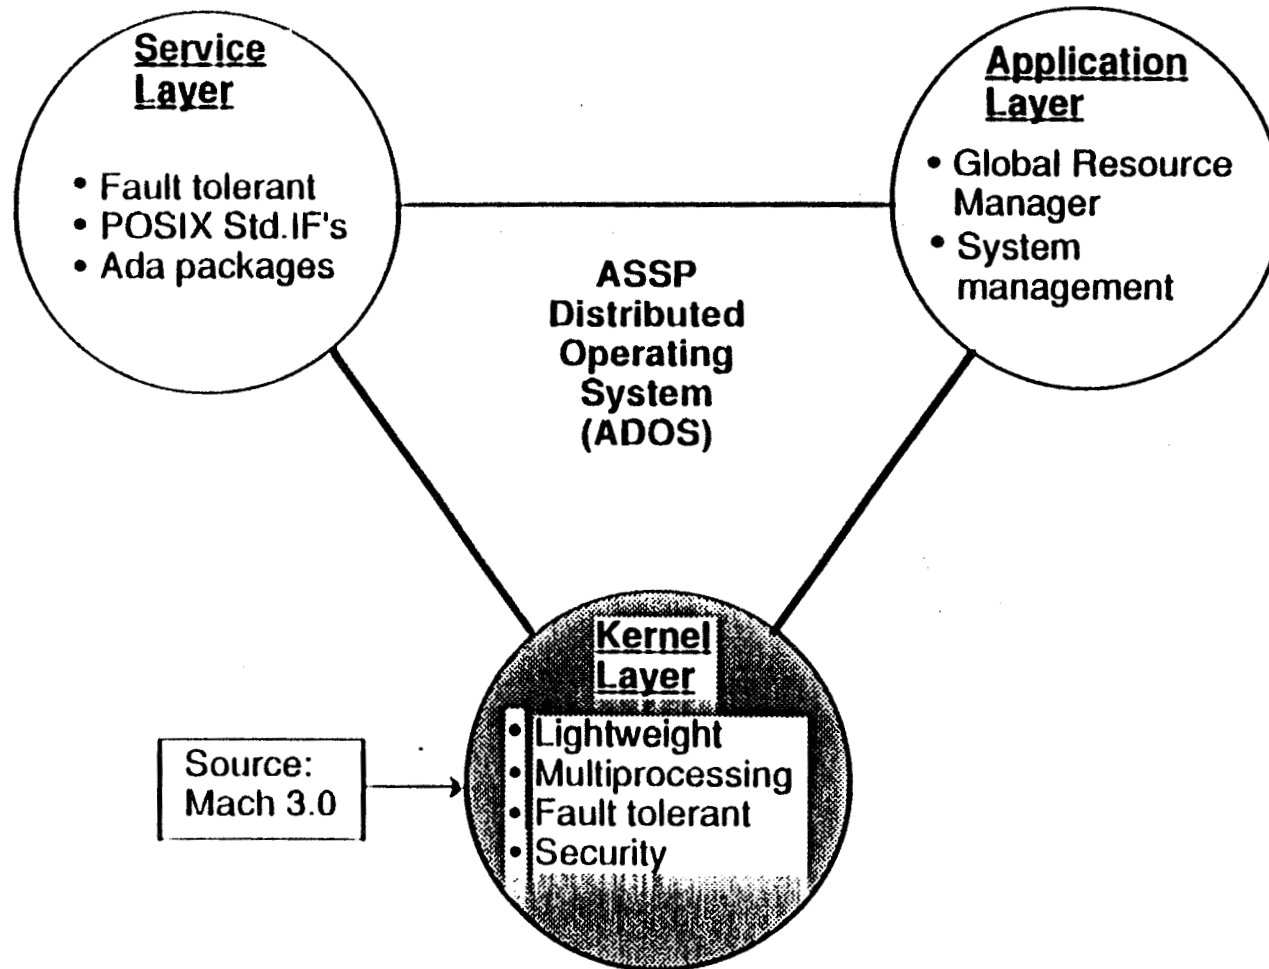 Service
Layer
• Fault tolerant
• POSIX Std.IF's
• Ada packages
Application
Layer
• Global Resource
Manager
• System
management
ASSP
Distributed
Operating
System
(ADOS)
Kernel
Layer
• Lightweight
• Multiprocessing
• Fault tolerant
• Security
Source:
Mach 3.0